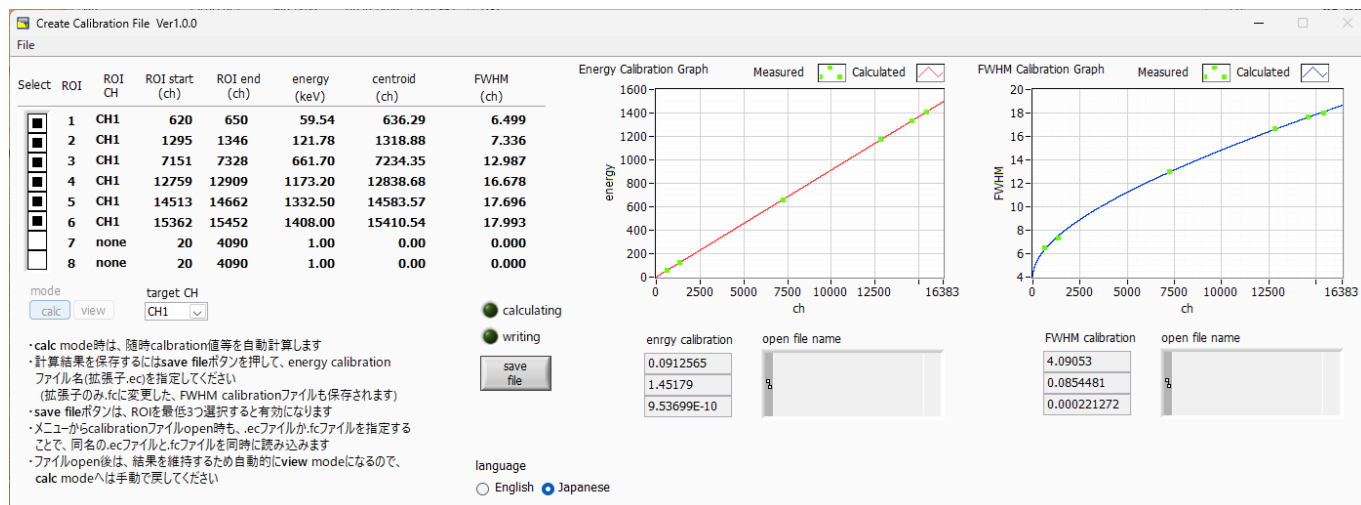 Create Calibration File Ver1.0.0
File
Select ROI ROI CH ROI start (ch) ROI end (ch) energy (keV) centroid (ch) FWHM (ch)
1 CH1 620 650 59.54 636.29 6.499
2 CH1 1295 1346 121.78 1318.88 7.336
3 CH1 7151 7328 661.70 7234.35 12.987
4 CH1 12759 12909 1173.20 12838.68 16.678
5 CH1 14513 14662 1332.50 14583.57 17.696
6 CH1 15362 15452 1408.00 15410.54 17.993
7 none 20 4090 1.00 0.00 0.000
8 none 20 4090 1.00 0.00 0.000
mode
calc view
target CH
CH1
calculating
writing
save
file
・calc mode時は、随時calbration値等を自動計算します
・計算結果を保存するにはsave fileボタンを押して、energy calibration
ファイル名(拡張子.ec)を指定してください
(拡張子のみ.fcに変更した、FWHM calibrationファイルも保存されます)
・save fileボタンは、ROIを最低3つ選択すると有効になります
・メニューからcalibrationファイルopen時も、.ecファイルか.fcファイルを指定する
ことで、同名の.ecファイルと.fcファイルを同時に読み込みます
・ファイルopen後は、結果を維持するため自動的にview modeになるので、
calc modeへは手動で戻してください
language
English Japanese
Energy Calibration Graph Measured Calculated
1600
1400
1200
1000
800
600
400
200
0
energy
0 2500 5000 7500 10000 12500 16383
ch
enrgy calibration
0.0912565
1.45179
9.53699E-10
open file name
FWHM Calibration Graph Measured Calculated
20
18
16
14
12
10
8
6
4
FWHM
0 2500 5000 7500 10000 12500 16383
ch
FWHM calibration
4.09053
0.0854481
0.000221272
open file name